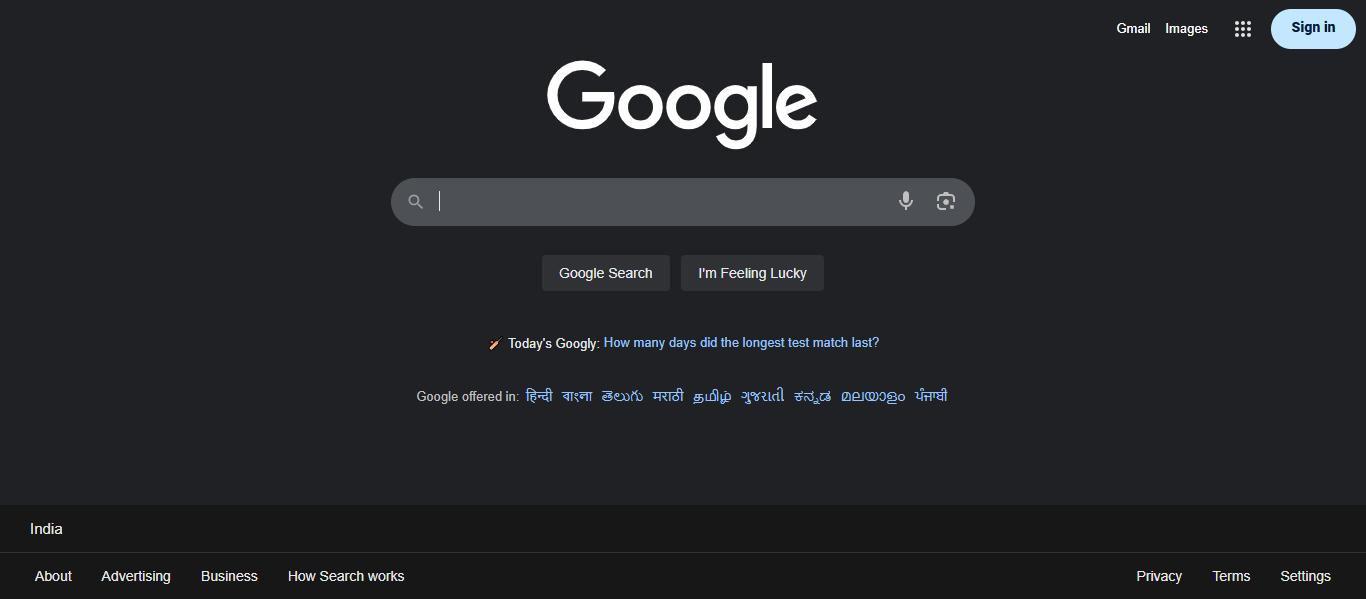 Gmail Images Sign in
Google
Google Search I'm Feeling Lucky
Today's Googly: How many days did the longest test match last?
Google offered in: हिन्दी বাংলা తెలుగు मराठी தமிழ் ગુજરાતી ಕನ್ನಡ മലയാളം ਪੰਜਾਬੀ
India
About Advertising Business How Search works Privacy Terms Settings